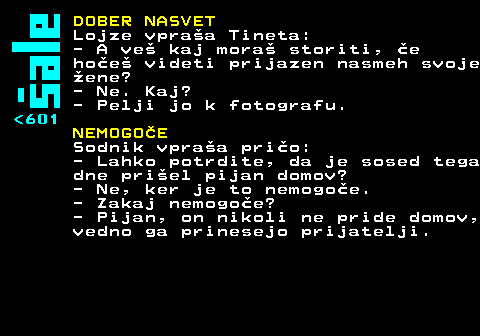 šale
<601
DOBER NASVET
Lojze vpraša Tineta:
- A veš kaj moraš storiti, če
hočeš videti prijazen nasmeh svoje
žene?
- Ne. Kaj?
- Pelji jo k fotografu.
NEMOGOČE
Sodnik vpraša pričo:
- Lahko potrdite, da je sosed tega
dne prišel pijan domov?
- Ne, ker je to nemogoče.
- Zakaj nemogoče?
- Pijan, on nikoli ne pride domov,
vedno ga prinesejo prijatelji.